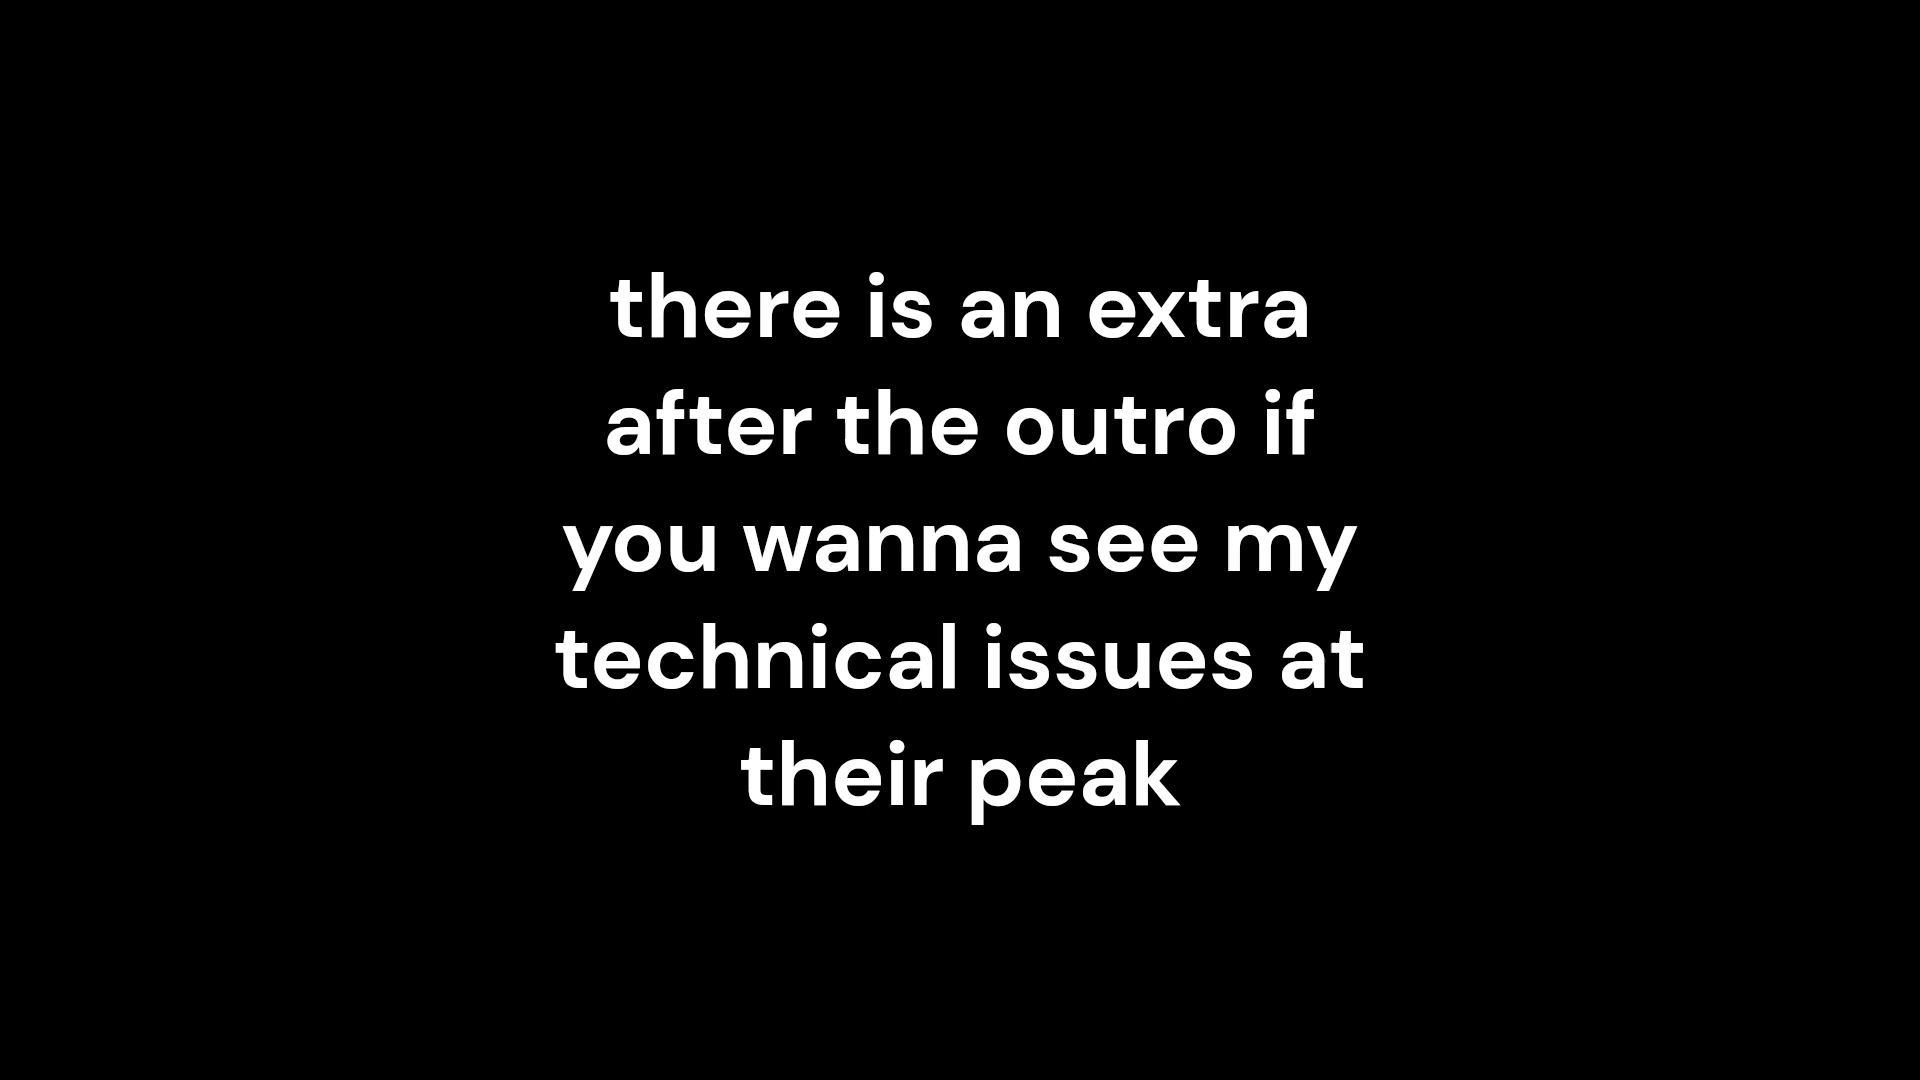 there is an extra
after the outro if
you wanna see my
technical issues at
their peak